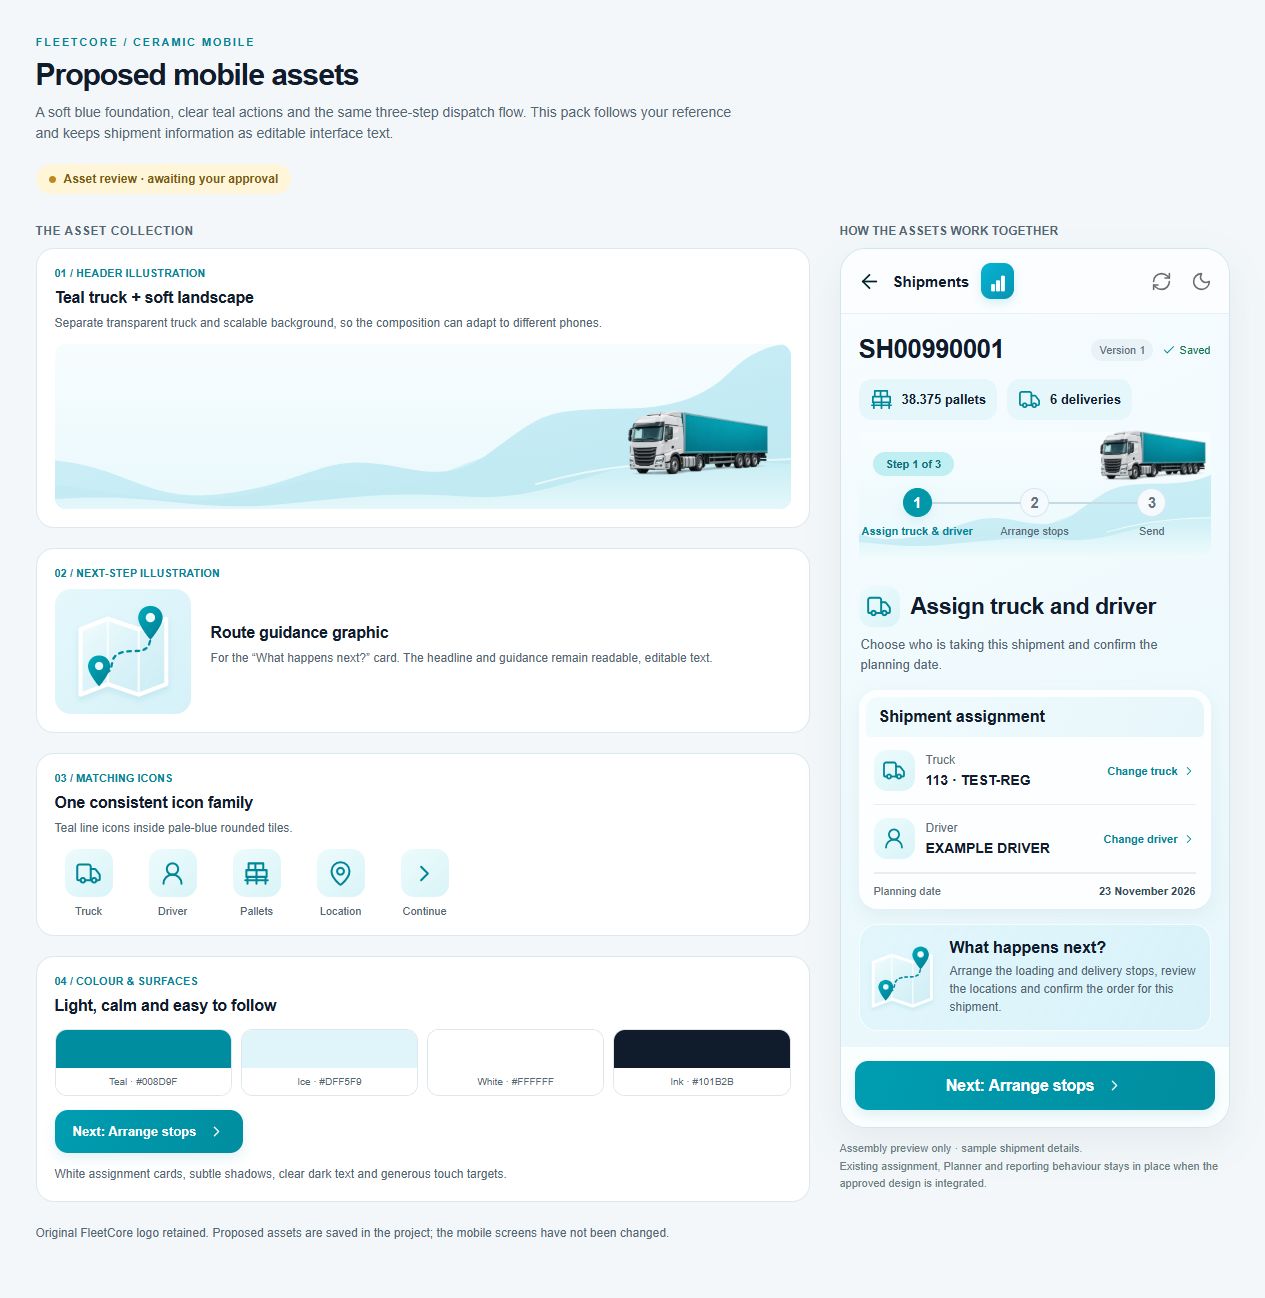 FLEETCORE / CERAMIC MOBILE
Proposed mobile assets
A soft blue foundation, clear teal actions and the same three-step dispatch flow. This pack follows your reference
and keeps shipment information as editable interface text.
Asset review · awaiting your approval
THE ASSET COLLECTION
01 / HEADER ILLUSTRATION
Teal truck + soft landscape
Separate transparent truck and scalable background, so the composition can adapt to different phones.
02 / NEXT-STEP ILLUSTRATION
Route guidance graphic
For the “What happens next?” card. The headline and guidance remain readable, editable text.
03 / MATCHING ICONS
One consistent icon family
Teal line icons inside pale-blue rounded tiles.
Truck
Driver
Pallets
Location
Continue
04 / COLOUR & SURFACES
Light, calm and easy to follow
Teal · #008D9F
Ice · #DFF5F9
White · #FFFFFF
Ink · #101B2B
Next: Arrange stops
White assignment cards, subtle shadows, clear dark text and generous touch targets.
Original FleetCore logo retained. Proposed assets are saved in the project; the mobile screens have not been changed.
HOW THE ASSETS WORK TOGETHER
Shipments
SH00990001
Version 1
Saved
38.375 pallets
6 deliveries
Step 1 of 3
1
2
3
Assign truck & driver
Arrange stops
Send
Assign truck and driver
Choose who is taking this shipment and confirm the
planning date.
Shipment assignment
Truck
113 · TEST-REG
Change truck
Driver
EXAMPLE DRIVER
Change driver
Planning date
23 November 2026
What happens next?
Arrange the loading and delivery stops, review
the locations and confirm the order for this
shipment.
Next: Arrange stops
Assembly preview only · sample shipment details.
Existing assignment, Planner and reporting behaviour stays in place when the
approved design is integrated.